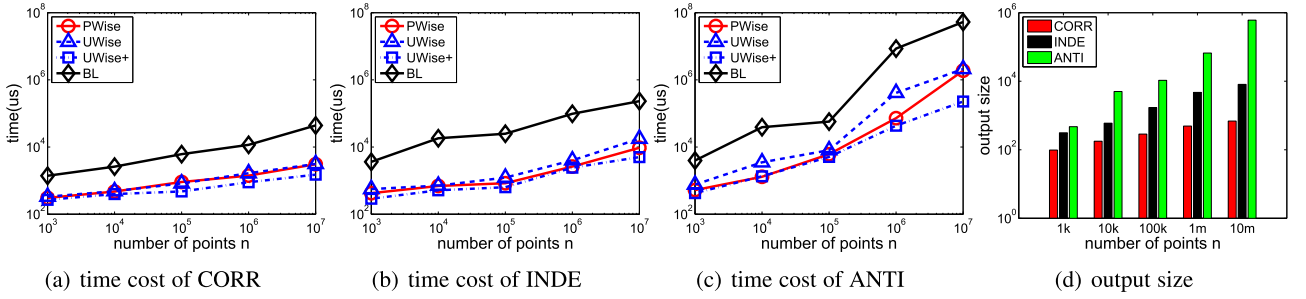 10^8
10^6
10^4
10^2
time(us)
PWise
UWise
UWise+
BL
10^3 10^4 10^5 10^6 10^7
number of points n
(a) time cost of CORR
10^8
10^6
10^4
10^2
time(us)
PWise
UWise
UWise+
BL
10^3 10^4 10^5 10^6 10^7
number of points n
(b) time cost of INDE
10^8
10^6
10^4
10^2
time(us)
PWise
UWise
UWise+
BL
10^3 10^4 10^5 10^6 10^7
number of points n
(c) time cost of ANTI
10^6
10^4
10^2
10^0
output size
CORR
INDE
ANTI
1k 10k 100k 1m 10m
number of points n
(d) output size